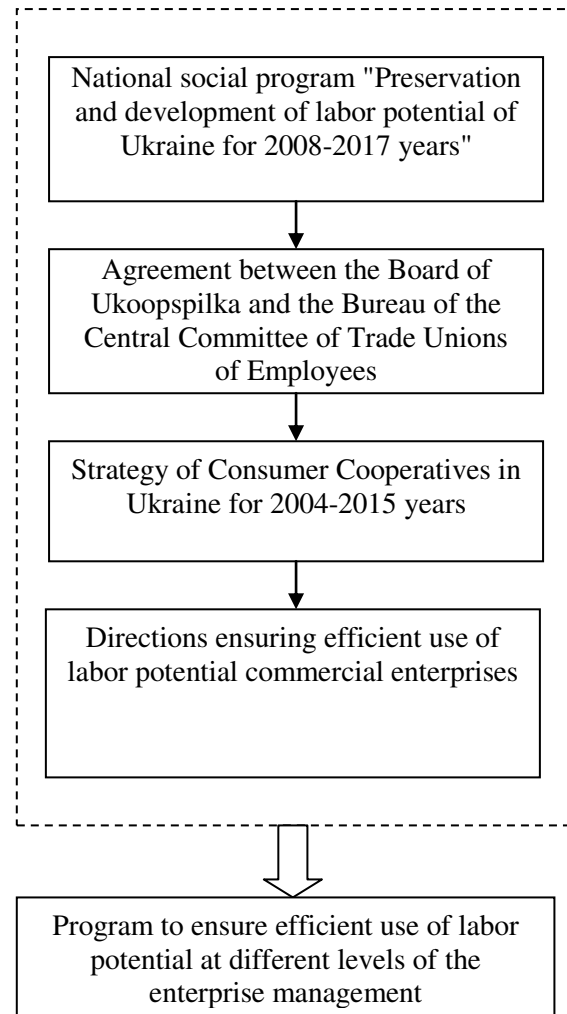 National social program "Preservation
and development of labor potential of
Ukraine for 2008-2017 years"
Agreement between the Board of
Ukoopspilka and the Bureau of the
Central Committee of Trade Unions
of Employees
Strategy of Consumer Cooperatives in
Ukraine for 2004-2015 years
Directions ensuring efficient use of
labor potential commercial enterprises
Program to ensure efficient use of labor
potential at different levels of the
enterprise management